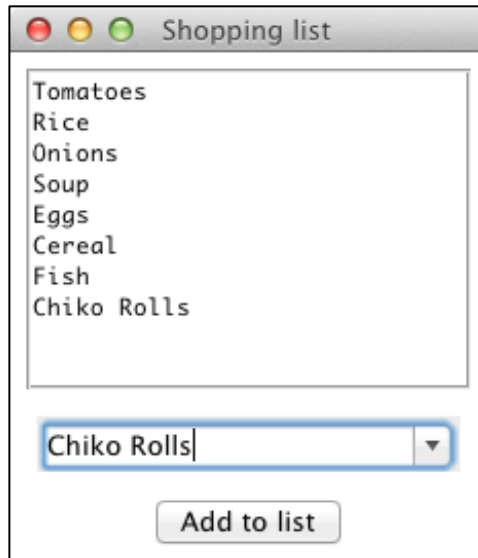 Shopping list
Tomatoes
Rice
Onions
Soup
Eggs
Cereal
Fish
Chiko Rolls
Chiko Rolls
Add to list